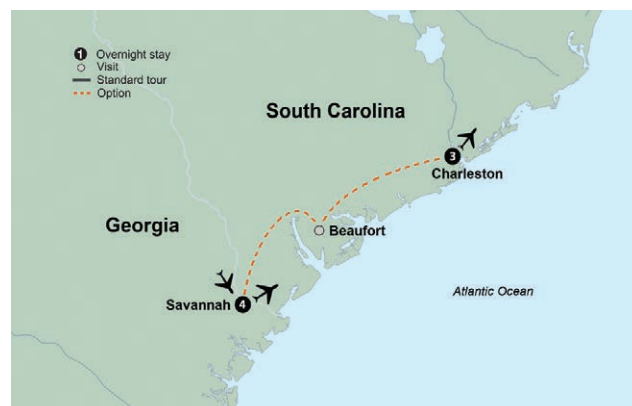 1 Overnight stay
Visit
Standard tour
Option
South Carolina
3
Charleston
Georgia
Beaufort
Savannah 4
Atlantic Ocean